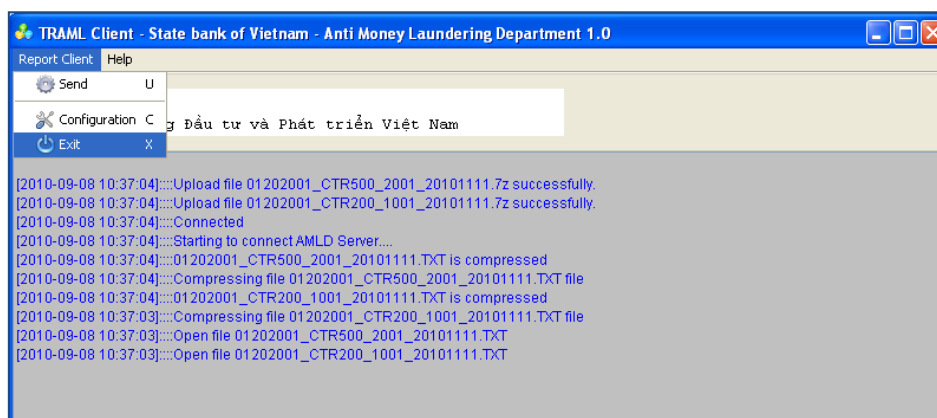 TRAML Client - State bank of Vietnam - Anti Money Laundering Department 1.0
Report Client Help
Send U
Configuration C
g Đầu tư và Phát triển Việt Nam
Exit X
[2010-09-08 10:37:04]::::Upload file 01202001_CTR500_2001_20101111.7z successfully.
[2010-09-08 10:37:04]::::Upload file 01202001_CTR200_1001_20101111.7z successfully.
[2010-09-08 10:37:04]::::Connected
[2010-09-08 10:37:04]::::Starting to connect AMLD Server....
[2010-09-08 10:37:04]::::01202001_CTR500_2001_20101111.TXT is compressed
[2010-09-08 10:37:04]::::Compressing file 01202001_CTR500_2001_20101111.TXT file
[2010-09-08 10:37:04]::::01202001_CTR200_1001_20101111.TXT is compressed
[2010-09-08 10:37:03]::::Compressing file 01202001_CTR200_1001_20101111.TXT file
[2010-09-08 10:37:03]::::Open file 01202001_CTR500_2001_20101111.TXT
[2010-09-08 10:37:03]::::Open file 01202001_CTR200_1001_20101111.TXT